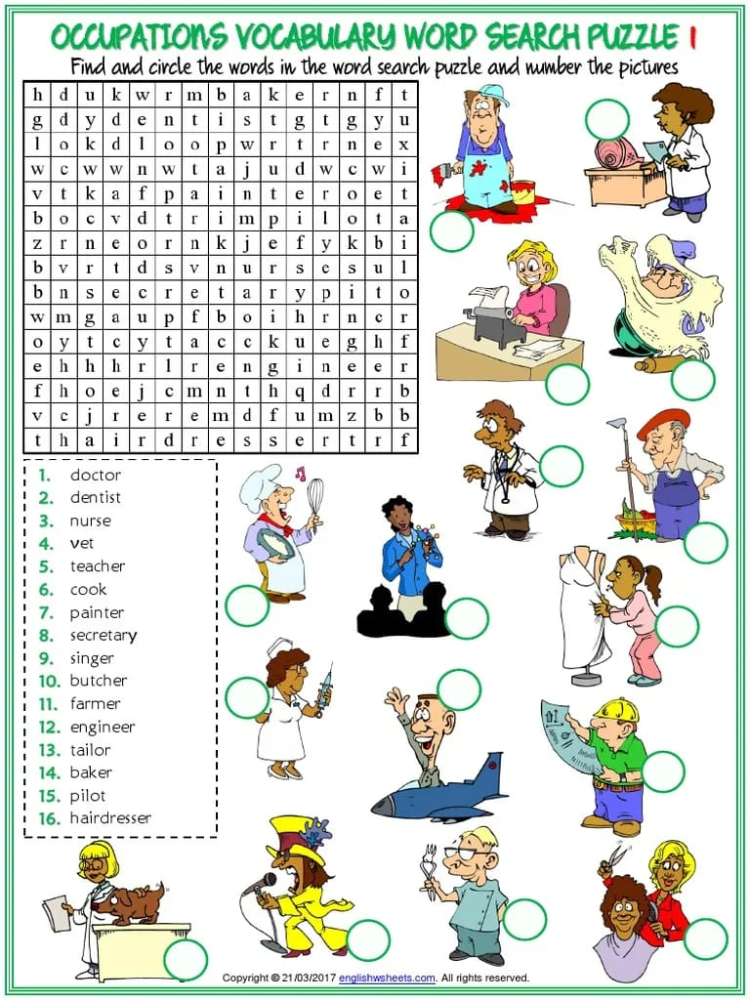 OCCUPATIONS VOCABULARY WORD SEARCH PUZZLE 1
Find and circle the words in the word search puzzle and number the pictures
h d u k w r m b a k e r n f t
g d y d e n t i s t g t g y u
l o k d l o o p w r t r n e x
w c w w n w t a j u d w c w i
v t k a f p a i n t e r o e t
b o c v d t r i m p i l o t a
z r n e o r n k j e f y k b i
b v r t d s v n u r s e s u l
b n s e c r e t a r y p i t o
w m g a u p f b o i h r n c r
o y t c y t a c c k u e g h f
e h h h r l r e n g i n e e r
f h o e j c m n t h q d r r b
v c j r e r e m d f u m z b b
t h a i r d r e s s e r t r f
1. doctor
2. dentist
3. nurse
4. vet
5. teacher
6. cook
7. painter
8. secretary
9. singer
10. butcher
11. farmer
12. engineer
13. tailor
14. baker
15. pilot
16. hairdresser
Copyright © 21/03/2017 englishwsheets.com. All rights reserved.